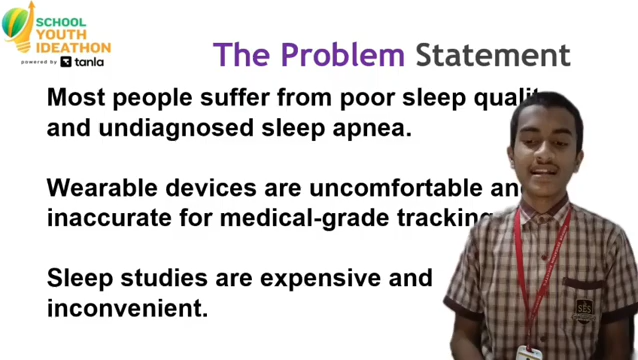 SCHOOL
YOUTH
IDEATHON
powered by tanla
The Problem Statement
Most people suffer from poor sleep
and undiagnosed sleep apnea.
Wearable devices are uncomfortable
inaccurate for medical-grade tracking
Sleep studies are expensive and
inconvenient.
SES